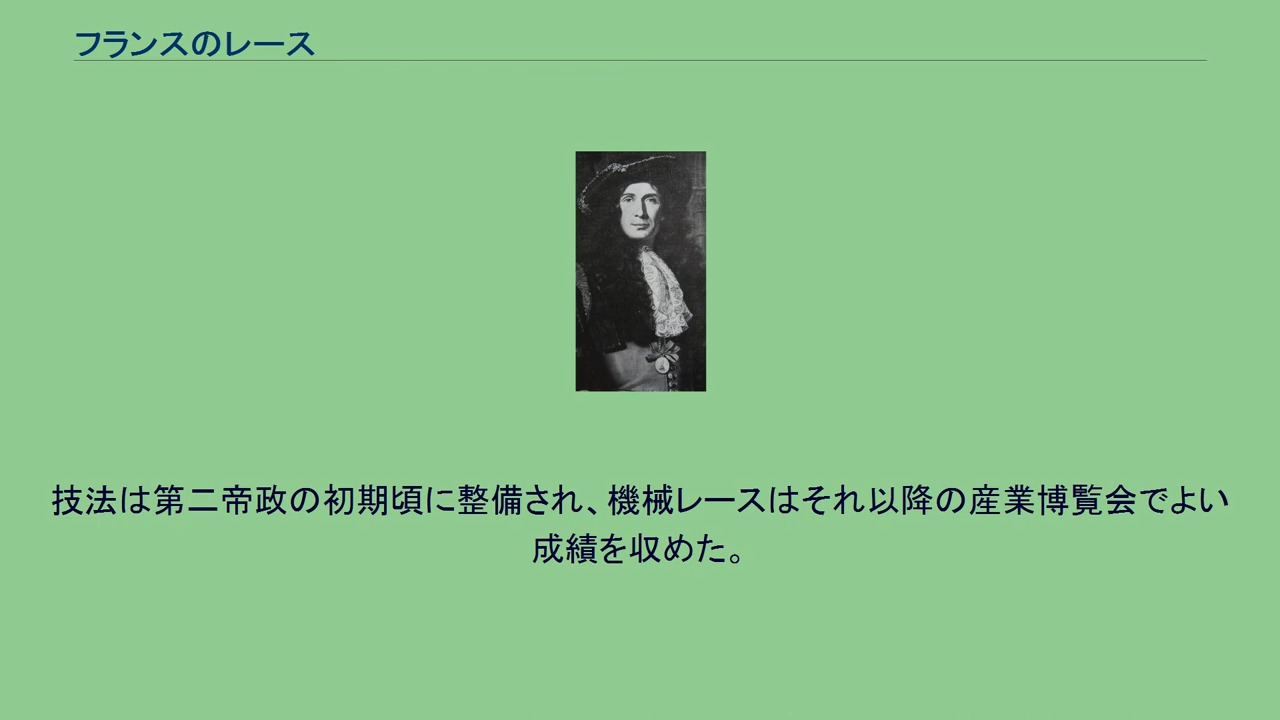 フランスのレース
技法は第二帝政の初期頃に整備され、機械レースはそれ以降の産業博覧会でよい
成績を収めた。